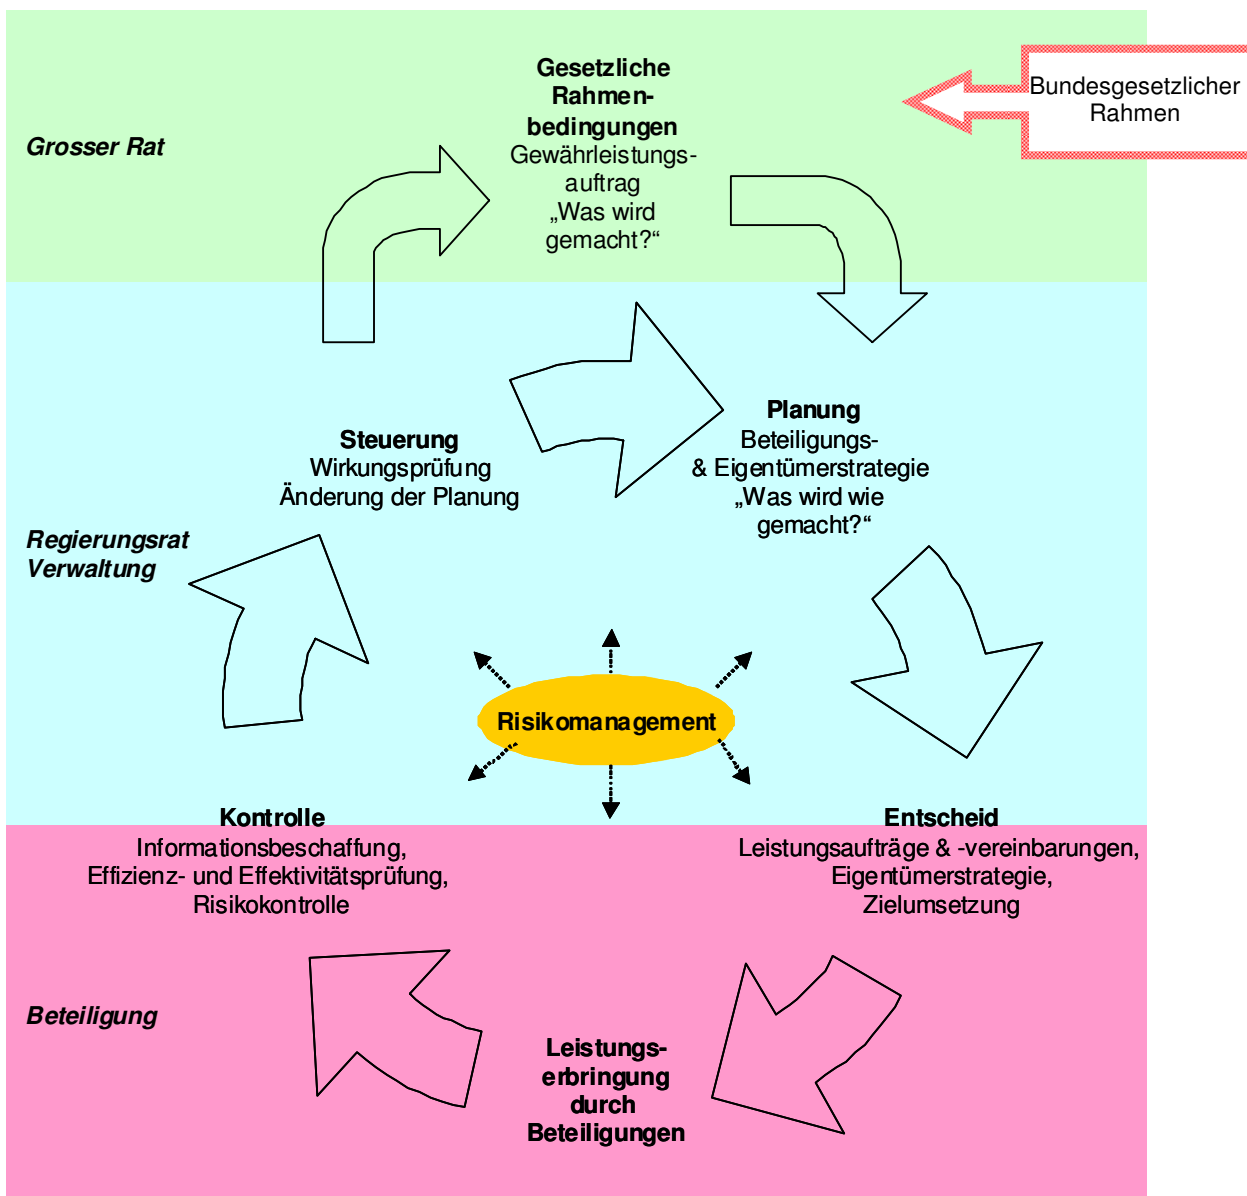 Gesetzliche
Rahmen-
bedingungen
Gewährleistungs-
auftrag
„Was wird
gemacht?“
Bundesgesetzlicher
Rahmen
Grosser Rat
Planung
Beteiligungs-
& Eigentümerstrategie
„Was wird wie
gemacht?“
Steuerung
Wirkungsprüfung
Änderung der Planung
Regierungsrat
Verwaltung
Risikomanagement
Kontrolle
Informationsbeschaffung,
Effizienz- und Effektivitätsprüfung,
Risikokontrolle
Entscheid
Leistungsaufträge & -vereinbarungen,
Eigentümerstrategie,
Zielumsetzung
Beteiligung
Leistungs-
erbringung
durch
Beteiligungen